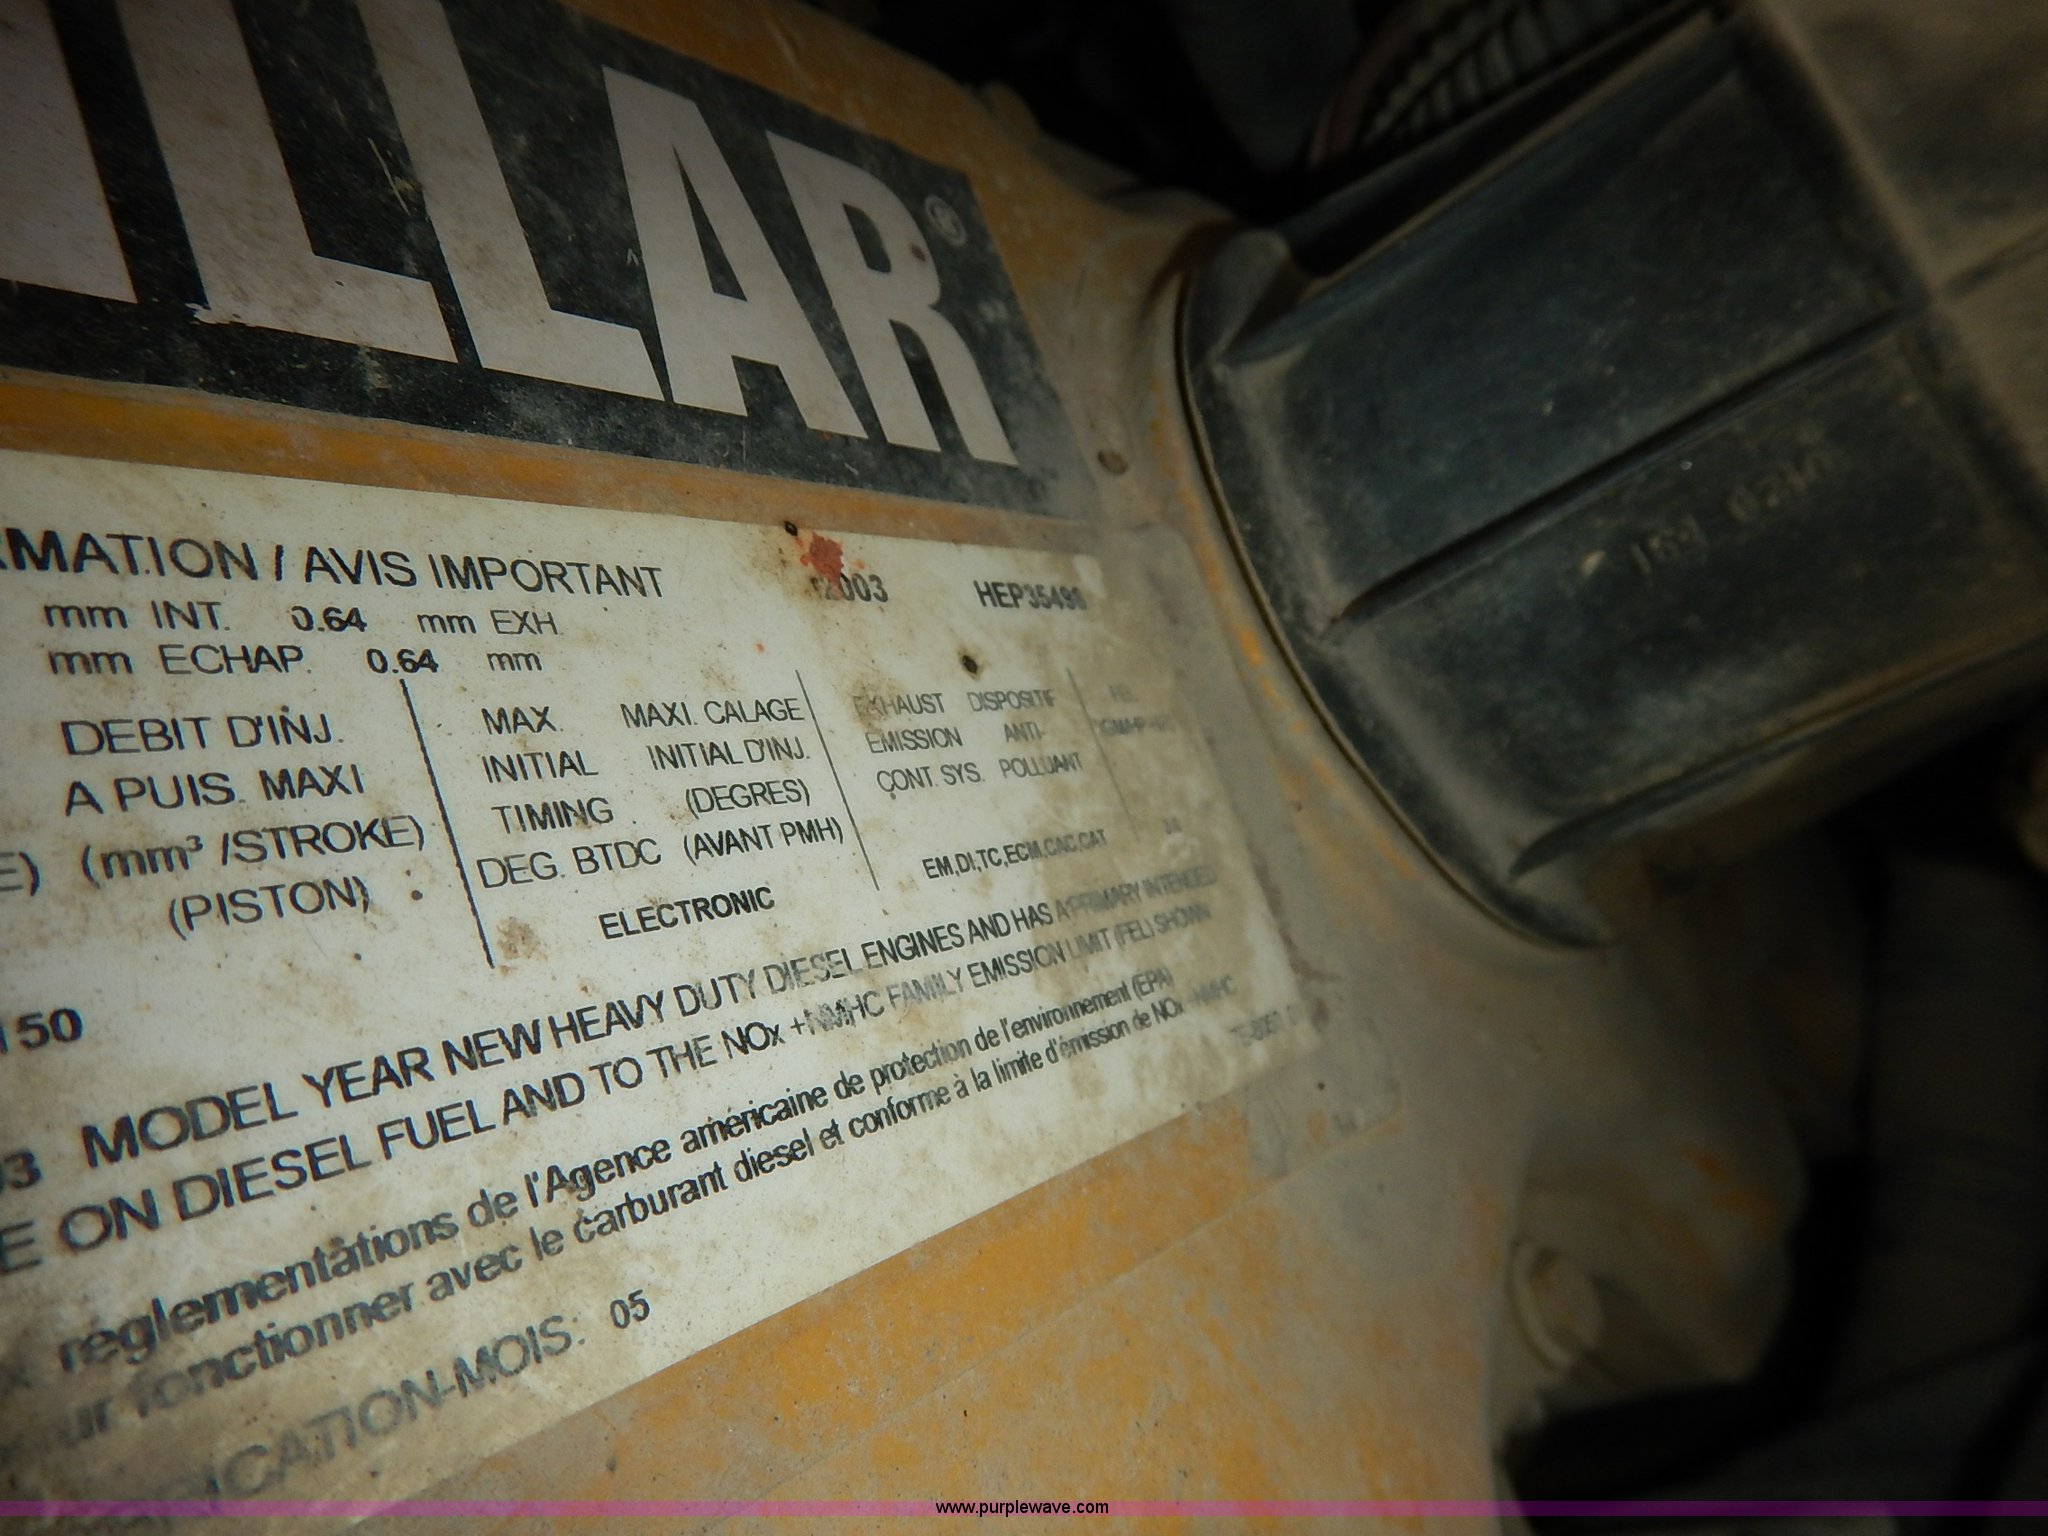 ILLAR®
RMATION / AVIS IMPORTANT
2003 HEP35498
mm INT. 0.64 mm EXH.
mm ECHAP. 0.64 mm
DEBIT D'INJ.
A PUIS. MAXI
E) (mm³ /STROKE)
(PISTON)
MAX. MAXI. CALAGE
INITIAL INITIAL D'INJ.
TIMING (DEGRES)
DEG. BTDC (AVANT PMH)
ELECTRONIC
EXHAUST DISPOSITIF
EMISSION ANTI-
CONT. SYS. POLLUANT
EM,DI,TC,ECM,CAC,CAT
150
03 MODEL YEAR NEW HEAVY DUTY DIESEL ENGINES AND HAS A PRIMARY INTENDED
E ON DIESEL FUEL AND TO THE NOx +NMHC FAMILY EMISSION LIMIT (FEL) SHOWN
x réglementations de l'Agence américaine de protection de l'environnement (EPA)
ur fonctionner avec le carburant diesel et conforme à la limite d'émission de NOx +NMHC
RICATION-MOIS: 05
www.purplewave.com